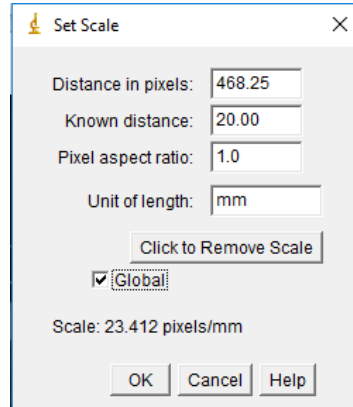 Set Scale
Distance in pixels: 468.25
Known distance: 20.00
Pixel aspect ratio: 1.0
Unit of length: mm
Click to Remove Scale
Global
Scale: 23.412 pixels/mm
OK Cancel Help